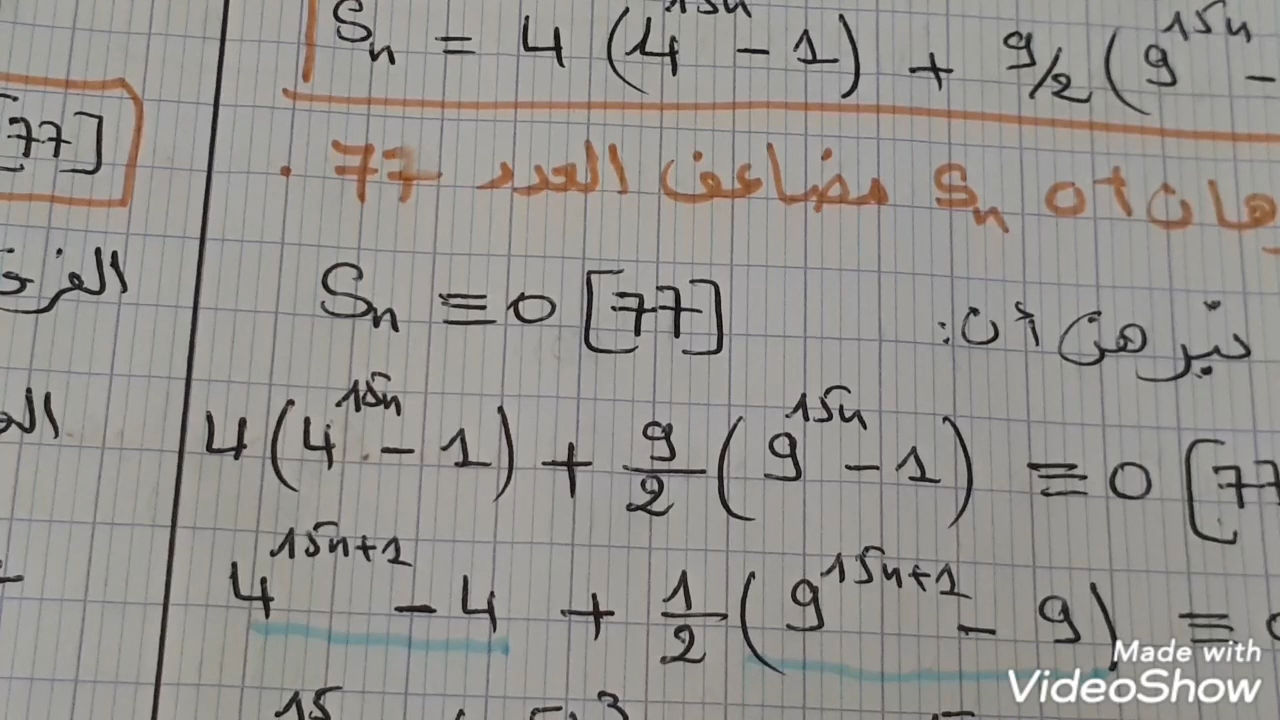 Sₙ = 4 (4^15n - 1) + 9/2 (9^15n -
[77]
أن Sₙ مضاعف العدد 77 .
أن: Sₙ ≡ 0 [77]
4(4^15n - 1) + 9/2 (9^15n - 1) ≡ 0 [77
4^15n+1 - 4 + 1/2 (9^15n+1 - 9) ≡
Made with
VideoShow